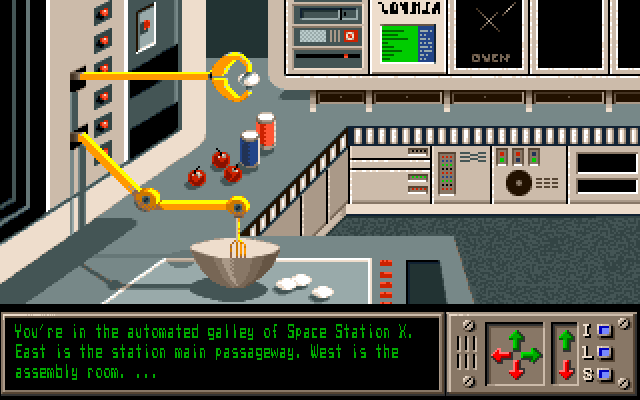 OVEN
You're in the automated galley of Space Station X.
East is the station main passageway. West is the
assembly room. ...
I
L
S